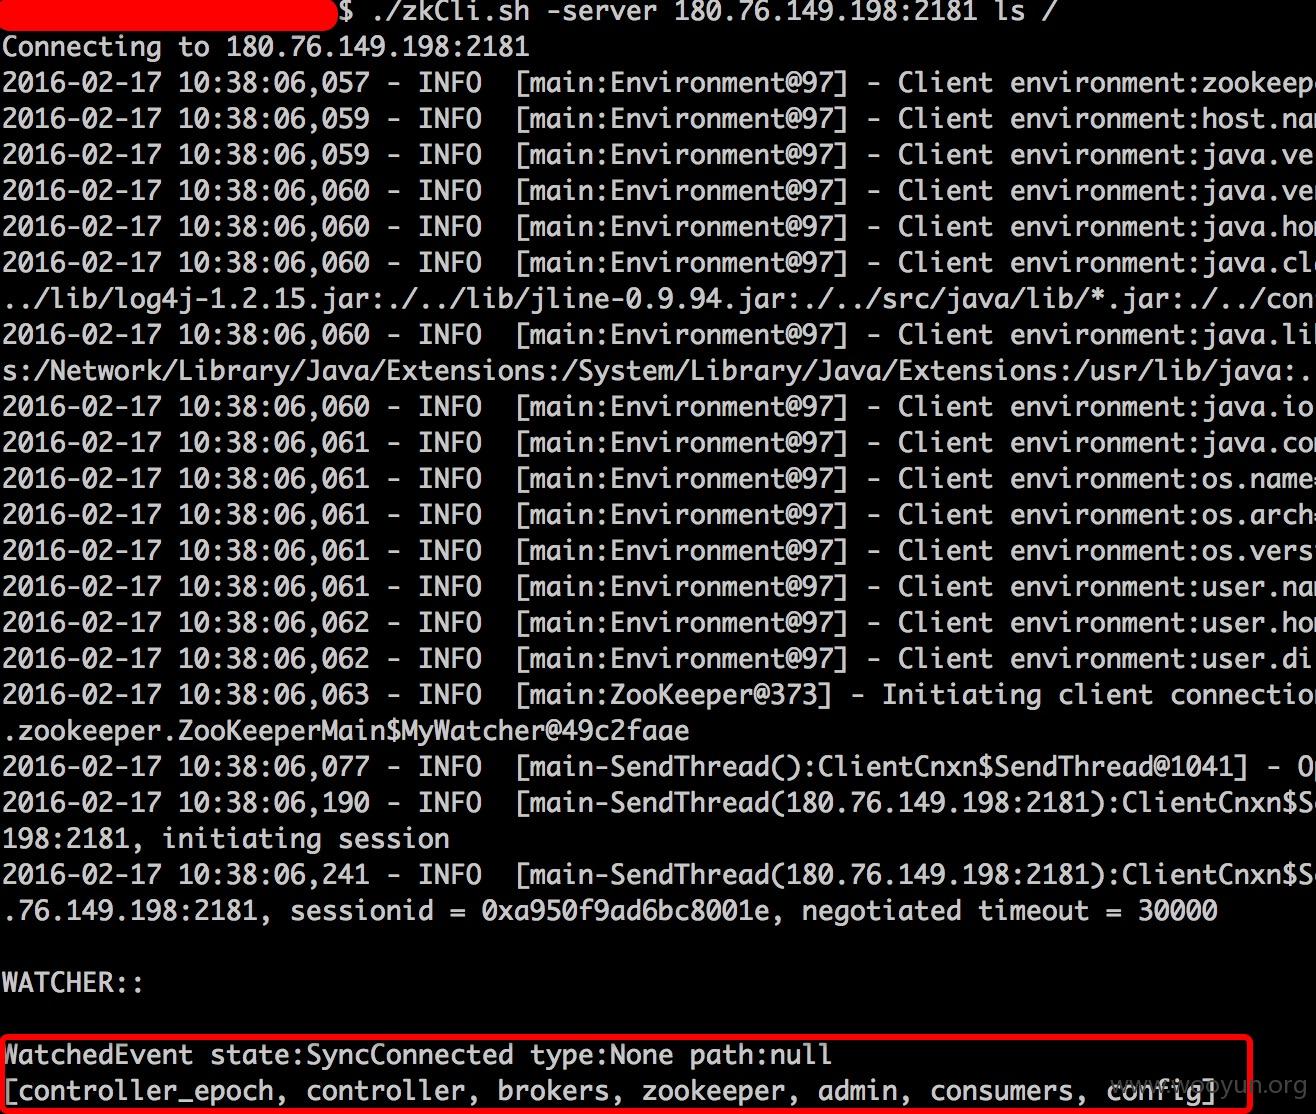 $ ./zkCli.sh -server 180.76.149.198:2181 ls /
Connecting to 180.76.149.198:2181
2016-02-17 10:38:06,057 - INFO  [main:Environment@97] - Client environment:zookeep
2016-02-17 10:38:06,059 - INFO  [main:Environment@97] - Client environment:host.na
2016-02-17 10:38:06,059 - INFO  [main:Environment@97] - Client environment:java.ve
2016-02-17 10:38:06,060 - INFO  [main:Environment@97] - Client environment:java.ve
2016-02-17 10:38:06,060 - INFO  [main:Environment@97] - Client environment:java.ho
2016-02-17 10:38:06,060 - INFO  [main:Environment@97] - Client environment:java.cl
../lib/log4j-1.2.15.jar:./../lib/jline-0.9.94.jar:./../src/java/lib/*.jar:./../con
2016-02-17 10:38:06,060 - INFO  [main:Environment@97] - Client environment:java.li
s:/Network/Library/Java/Extensions:/System/Library/Java/Extensions:/usr/lib/java:.
2016-02-17 10:38:06,060 - INFO  [main:Environment@97] - Client environment:java.io
2016-02-17 10:38:06,061 - INFO  [main:Environment@97] - Client environment:java.co
2016-02-17 10:38:06,061 - INFO  [main:Environment@97] - Client environment:os.name=
2016-02-17 10:38:06,061 - INFO  [main:Environment@97] - Client environment:os.arch=
2016-02-17 10:38:06,061 - INFO  [main:Environment@97] - Client environment:os.vers
2016-02-17 10:38:06,061 - INFO  [main:Environment@97] - Client environment:user.na
2016-02-17 10:38:06,062 - INFO  [main:Environment@97] - Client environment:user.ho
2016-02-17 10:38:06,062 - INFO  [main:Environment@97] - Client environment:user.di
2016-02-17 10:38:06,063 - INFO  [main:ZooKeeper@373] - Initiating client connectio
.zookeeper.ZooKeeperMain$MyWatcher@49c2faae
2016-02-17 10:38:06,077 - INFO  [main-SendThread():ClientCnxn$SendThread@1041] - O
2016-02-17 10:38:06,190 - INFO  [main-SendThread(180.76.149.198:2181):ClientCnxn$S
198:2181, initiating session
2016-02-17 10:38:06,241 - INFO  [main-SendThread(180.76.149.198:2181):ClientCnxn$S
.76.149.198:2181, sessionid = 0xa950f9ad6bc8001e, negotiated timeout = 30000
WATCHER::
WatchedEvent state:SyncConnected type:None path:null
[controller_epoch, controller, brokers, zookeeper, admin, consumers, config]
www.wooyun.org